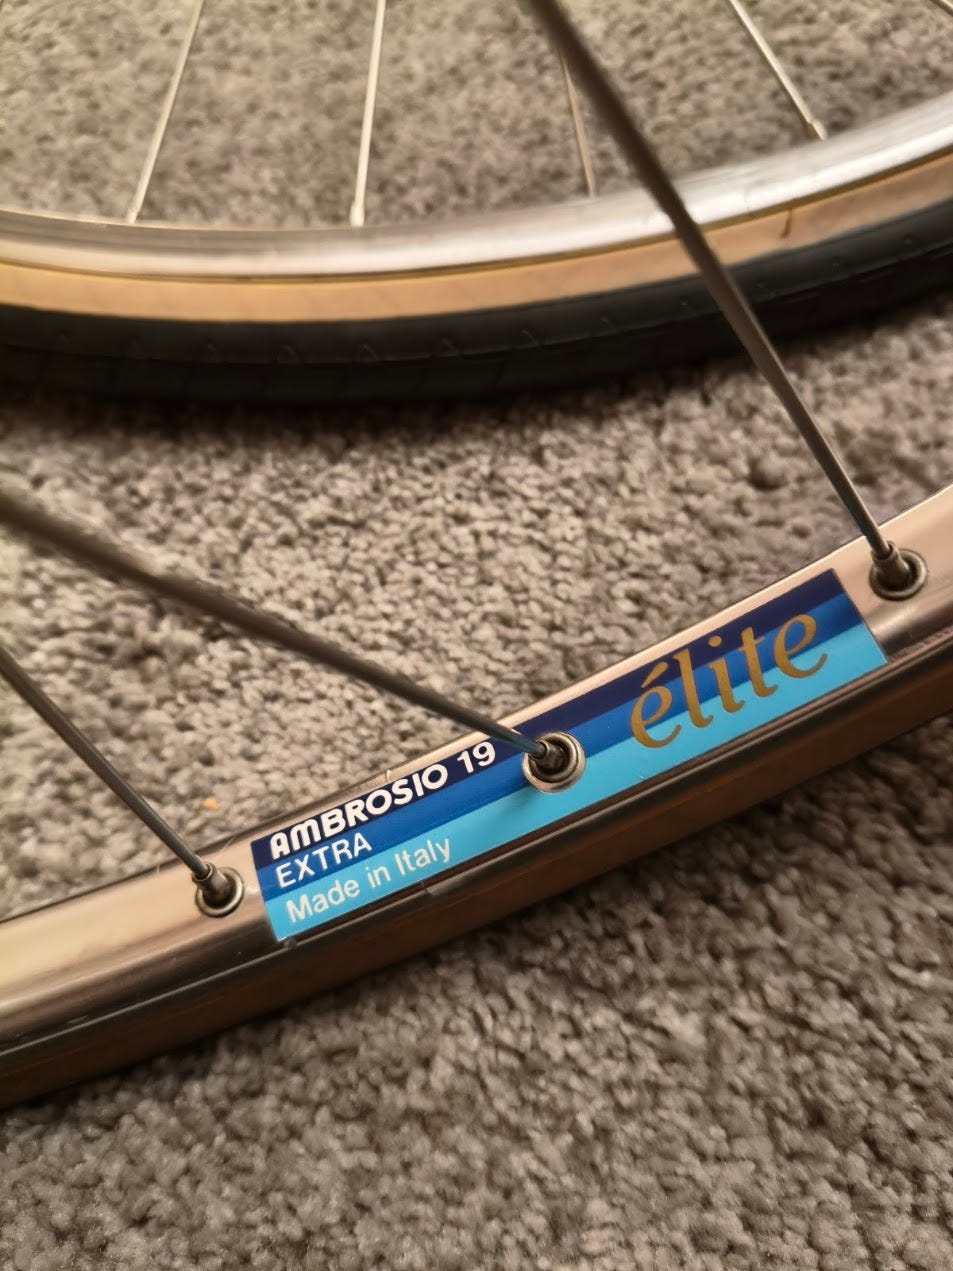 AMBROSIO 19
EXTRA
Made in Italy
élite